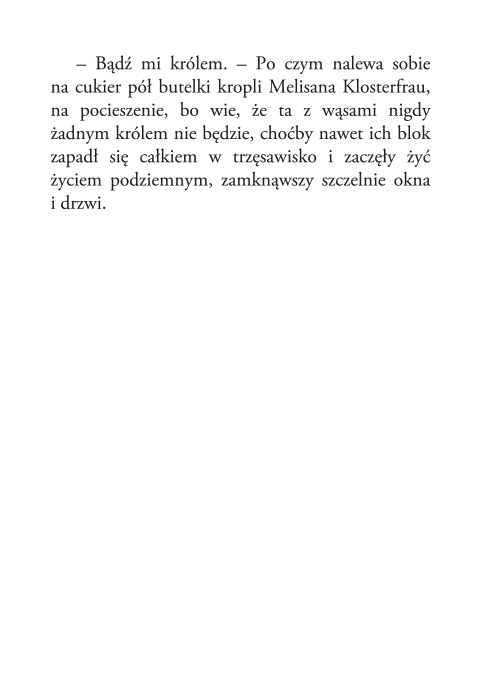 – Bądź mi królem. – Po czym nalewa sobie
na cukier pół butelki kropli Melisana Klosterfrau,
na pocieszenie, bo wie, że ta z wąsami nigdy
żadnym królem nie będzie, choćby nawet ich blok
zapadł się całkiem w trzęsawisko i zaczęły żyć
życiem podziemnym, zamknąwszy szczelnie okna
i drzwi.